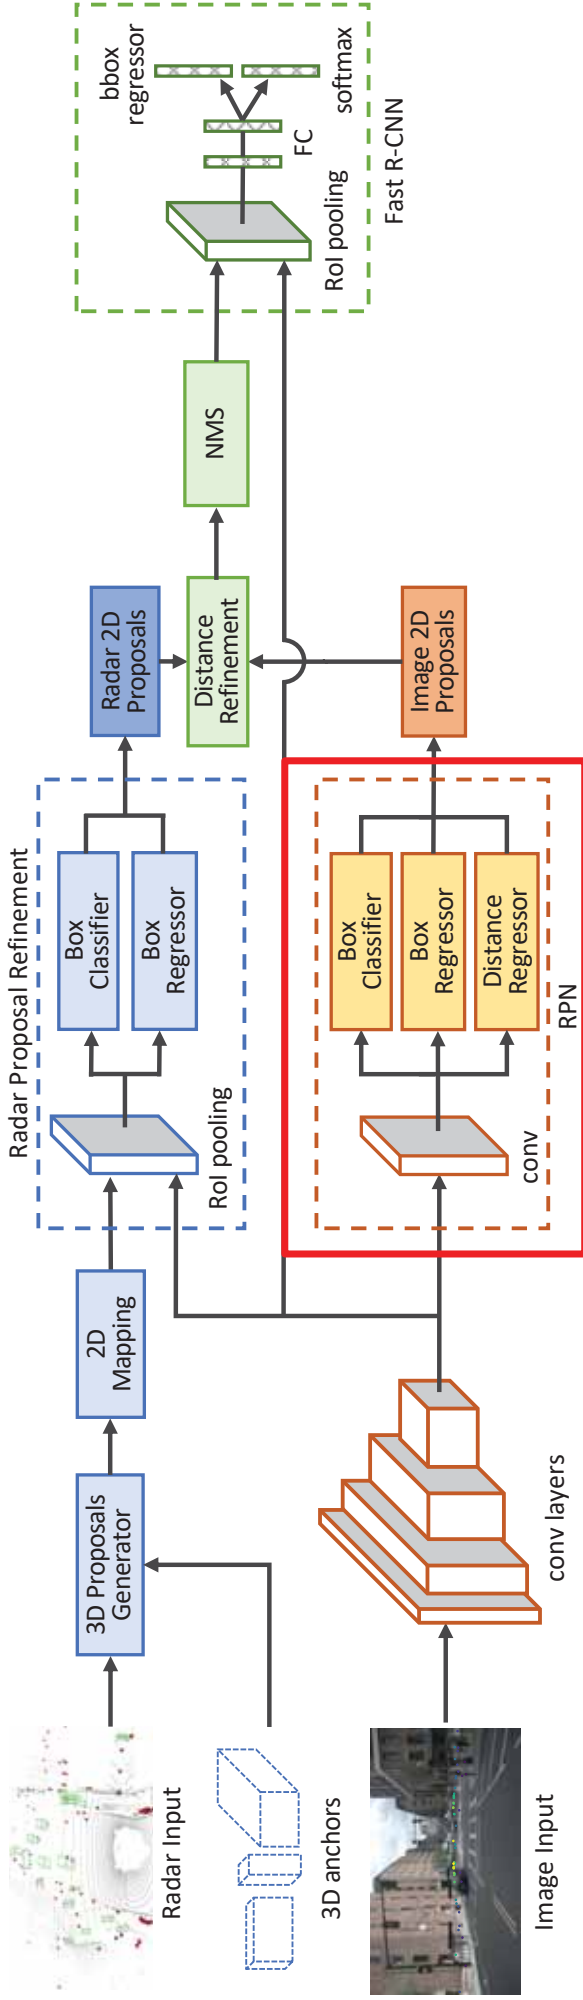 Radar Input
3D anchors
Image Input
3D Proposals
Generator
2D
Mapping
conv layers
Radar Proposal Refinement
RoI pooling
Box
Classifier
Box
Regressor
conv
Box
Classifier
Box
Regressor
Distance
Regressor
RPN
Radar 2D
Proposals
Distance
Refinement
Image 2D
Proposals
NMS
RoI pooling
FC
bbox
regressor
softmax
Fast R-CNN